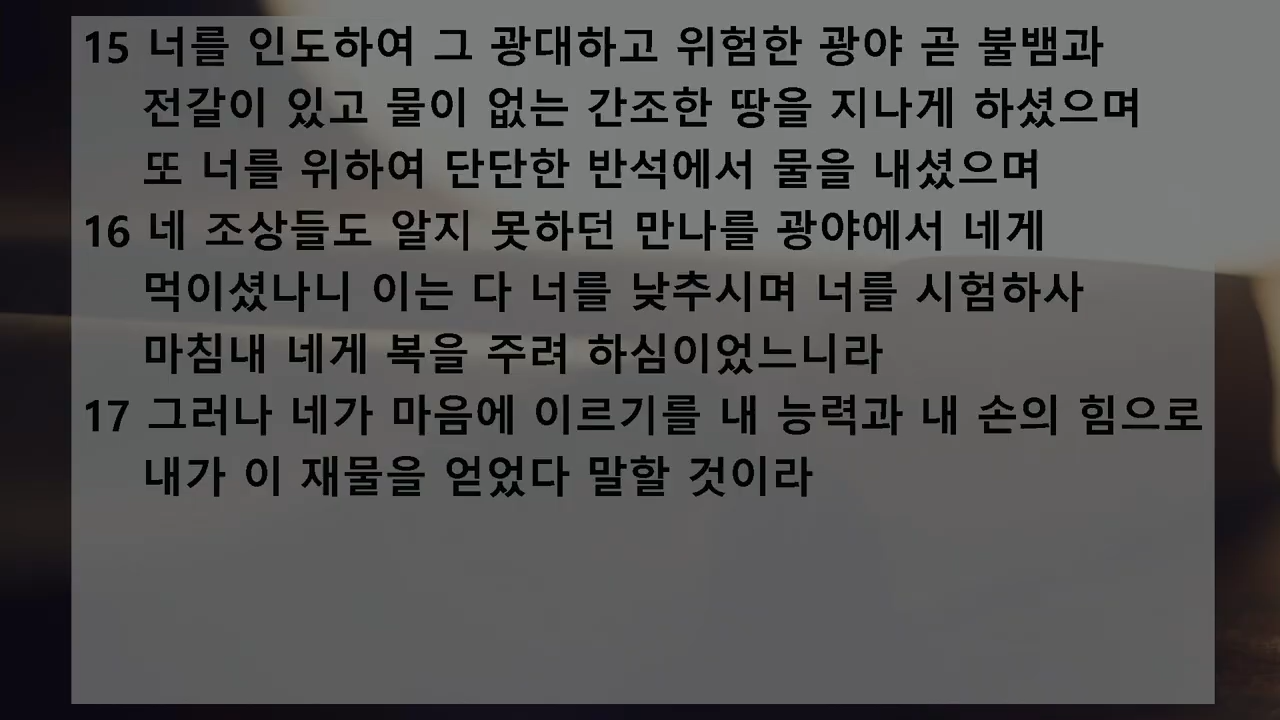 15 너를 인도하여 그 광대하고 위험한 광야 곧 불뱀과
전갈이 있고 물이 없는 간조한 땅을 지나게 하셨으며
또 너를 위하여 단단한 반석에서 물을 내셨으며
16 네 조상들도 알지 못하던 만나를 광야에서 네게
먹이셨나니 이는 다 너를 낮추시며 너를 시험하사
마침내 네게 복을 주려 하심이었느니라
17 그러나 네가 마음에 이르기를 내 능력과 내 손의 힘으로
내가 이 재물을 얻었다 말할 것이라